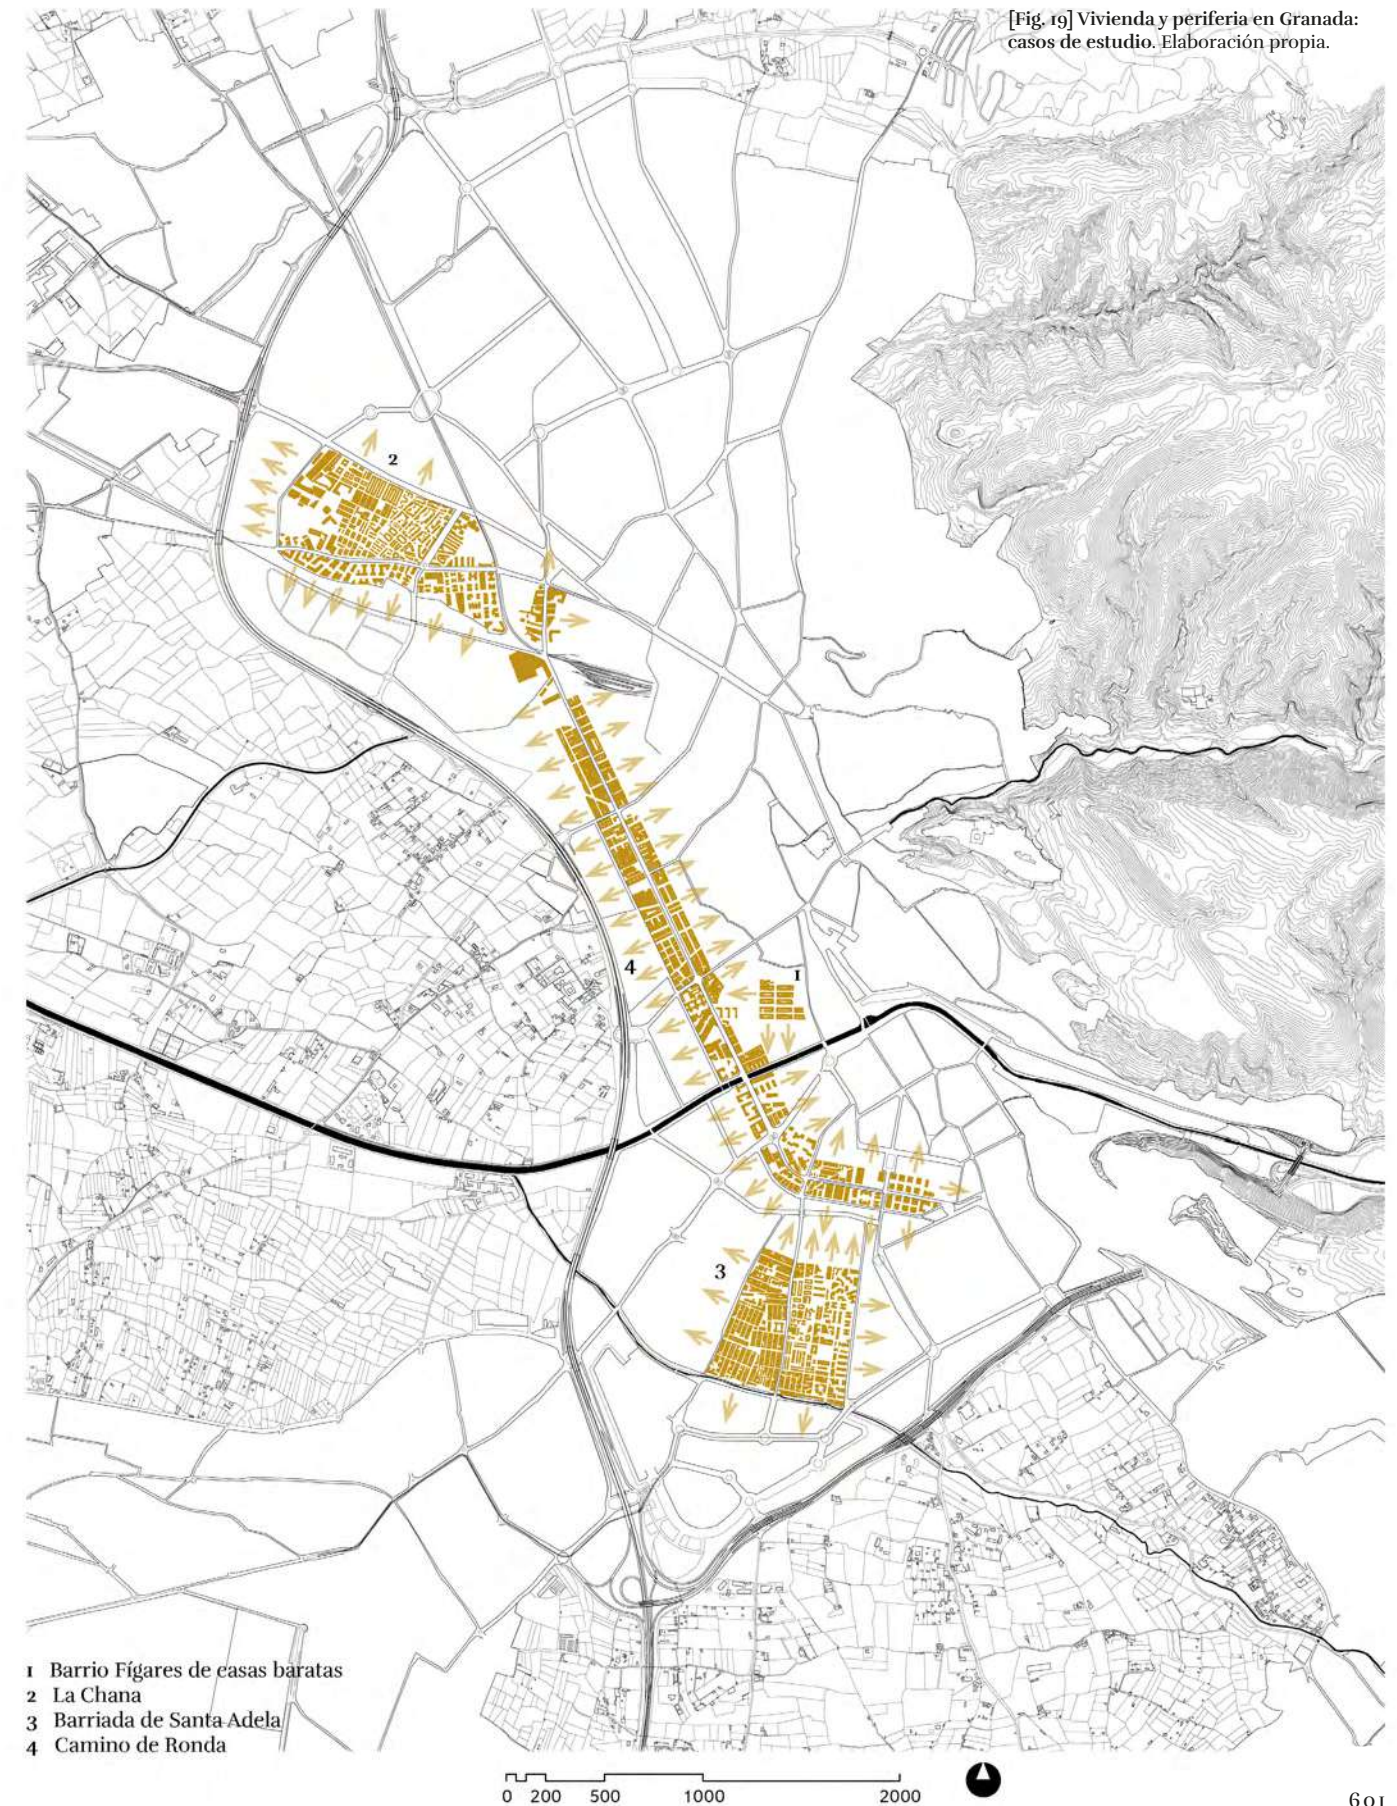 [Fig. 19] Vivienda y periferia en Granada:
casos de estudio. Elaboración propia.
2
1
4
3
1 Barrio Fígares de casas baratas
2 La Chana
3 Barriada de Santa Adela
4 Camino de Ronda
0 200 500 1000 2000
601